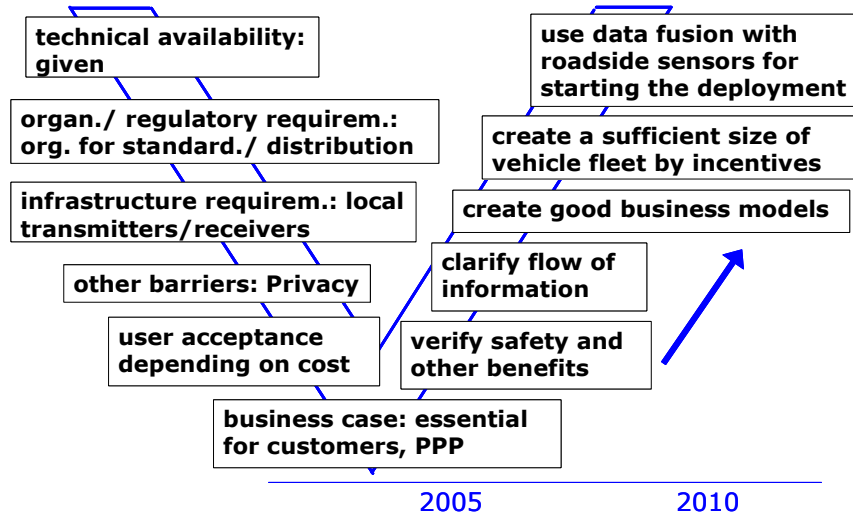 technical availability:
given
organ./ regulatory requirem.:
org. for standard./ distribution
infrastructure requirem.: local
transmitters/receivers
other barriers: Privacy
user acceptance
depending on cost
business case: essential
for customers, PPP
verify safety and
other benefits
clarify flow of
information
create good business models
create a sufficient size of
vehicle fleet by incentives
use data fusion with
roadside sensors for
starting the deployment
2005
2010